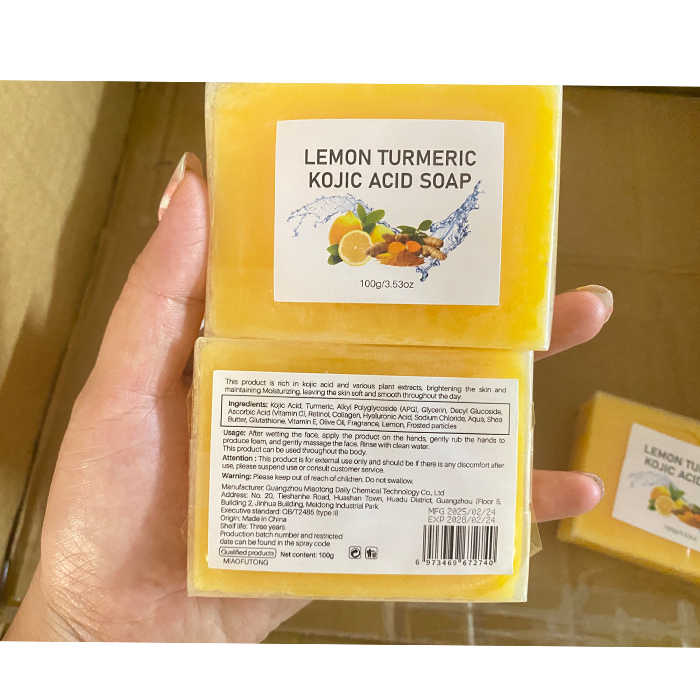 LEMON TURMERIC
KOJIC ACID SOAP
100g/3.53oz
This product is rich in kojic acid and various plant extracts, brightening the skin and
maintaining Moisturizing, leaving the skin soft and smooth throughout the day.
Ingredients: Kojic Acid, Turmeric, Alkyl Polyglycoside (APG), Glycerin, Decyl Glucoside,
Ascorbic Acid (Vitamin C), Retinol, Collagen, Hyaluronic Acid, Sodium Chloride, Aqua, Shea
Butter, Glutathione, Vitamin E, Olive Oil, Fragrance, Lemon, Frosted particles
Usage: After wetting the face, apply the product on the hands, gently rub the hands to
produce foam, and gently massage the face. Rinse with clean water.
This product can be used throughout the body.
Attention : This product is for external use only and should be if there is any discomfort after
use, please suspend use or consult customer service.
Warning: Please keep out of reach of children. Do not swallow.
Manufacturer: Guangzhou Miaotong Daily Chemical Technology Co., Ltd
Address: No. 20, Tieshanhe Road, Huashan Town, Huadu District, Guangzhou (Floor 5,
Building 2, Jinhua Building, Meidong Industrial Park
Executive standard: QB/T2485 (type II)
Origin: Made in China
Shelf life: Three years
Production batch number and restricted
date can be found in the spray code
MFG 2025/02/24
EXP 2028/02/24
Qualified products Net content: 100g
MIAOFUTONG
6 973469 672740
LEMON TURMERIC
KOJIC ACID